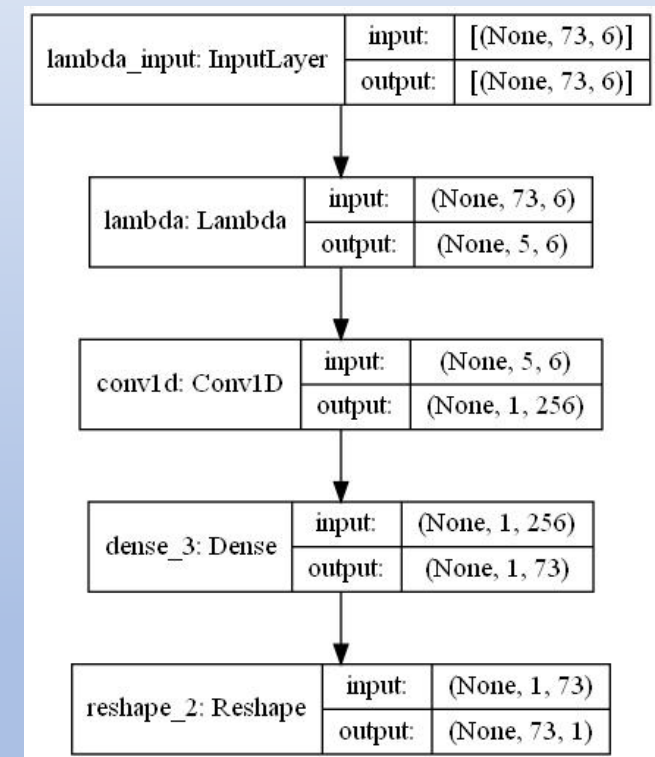 lambda_input: InputLayer
input: [(None, 73, 6)]
output: [(None, 73, 6)]
lambda: Lambda
input: (None, 73, 6)
output: (None, 5, 6)
conv1d: Conv1D
input: (None, 5, 6)
output: (None, 1, 256)
dense_3: Dense
input: (None, 1, 256)
output: (None, 1, 73)
reshape_2: Reshape
input: (None, 1, 73)
output: (None, 73, 1)